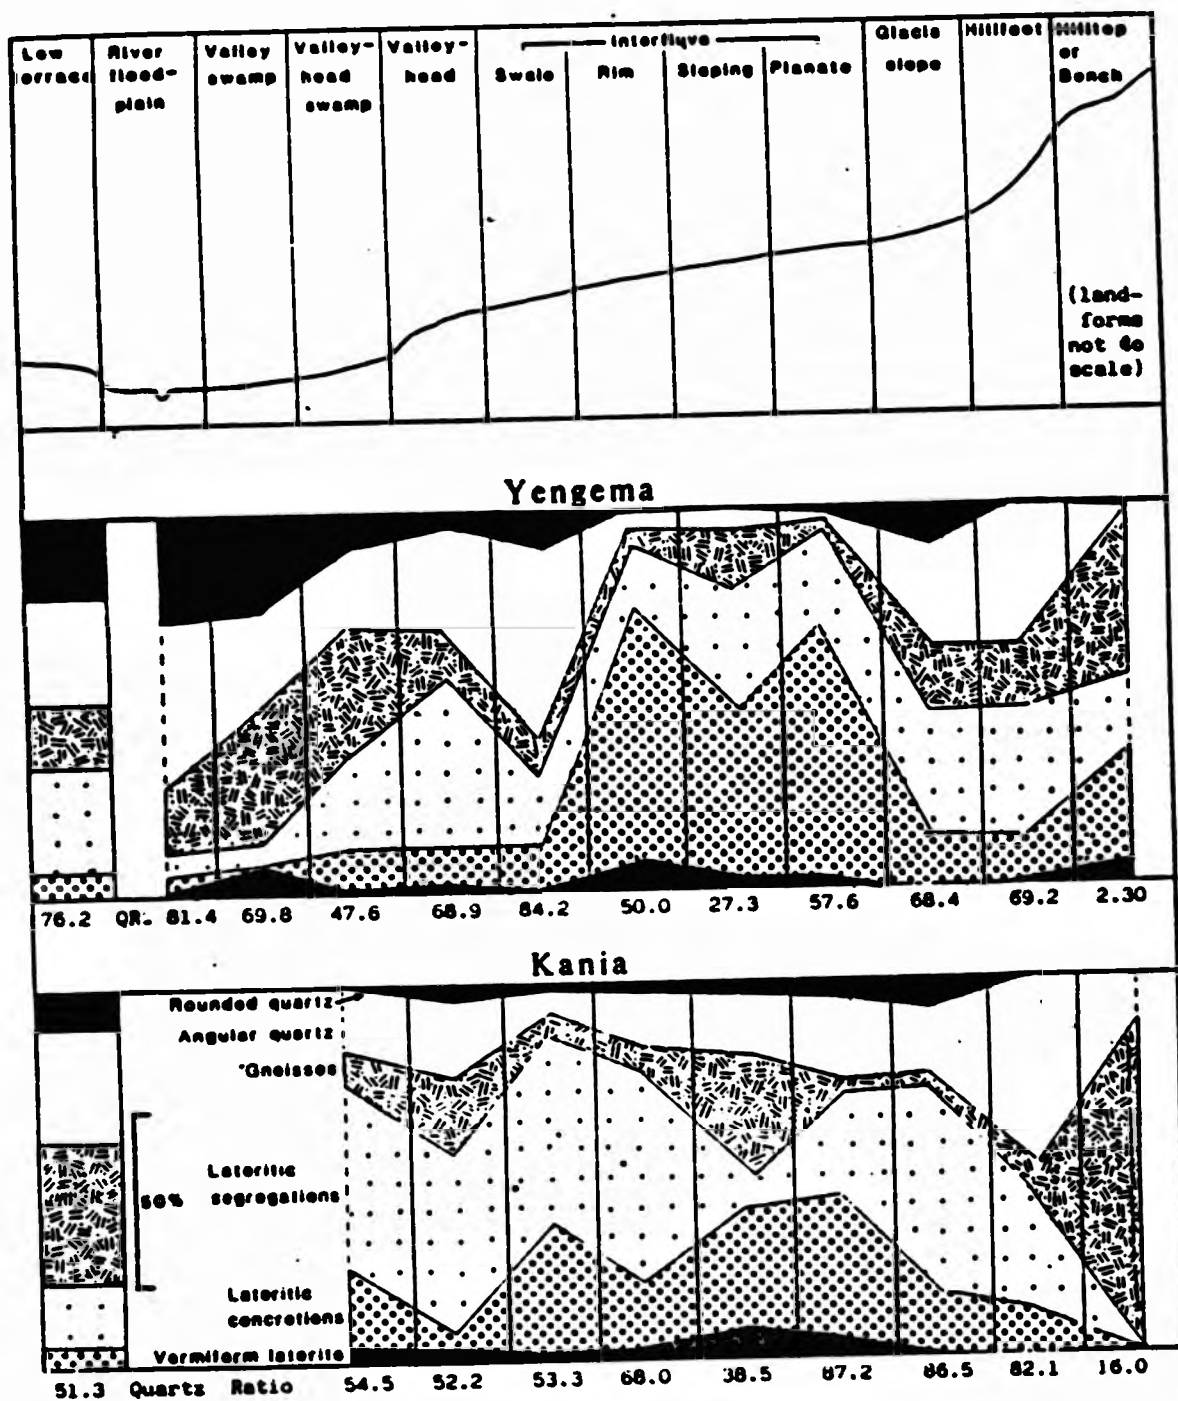 Low
terrace
River
flood-
plain
Valley
swamp
Valley-
head
swamp
Valley-
head
Interfluve
Swale
Rim
Sloping
Planate
Glacis
slope
Hillfoot
Hilltop
or
Bench
(land-
forms
not to
scale)
Yengema
76.2 QR. 81.4 69.8 47.6 68.9 84.2 50.0 27.3 57.6 68.4 69.2 2.30
Kania
Rounded quartz
Angular quartz
Gneisses
Lateritic
segregations
50%
Lateritic
concretions
Vermiform laterite
51.3 Quartz Ratio 54.5 52.2 53.3 68.0 38.5 87.2 86.5 82.1 16.0